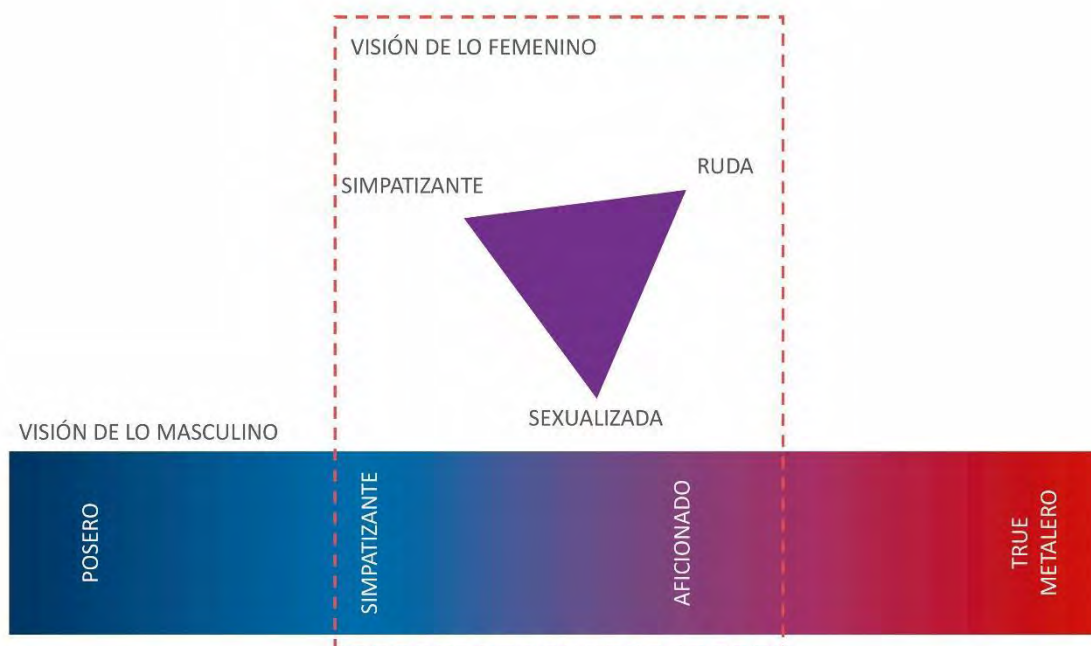 VISIÓN DE LO FEMENINO
RUDA
SIMPATIZANTE
SEXUALIZADA
VISIÓN DE LO MASCULINO
POSERO
SIMPATIZANTE
AFICIONADO
TRUE
METALERO